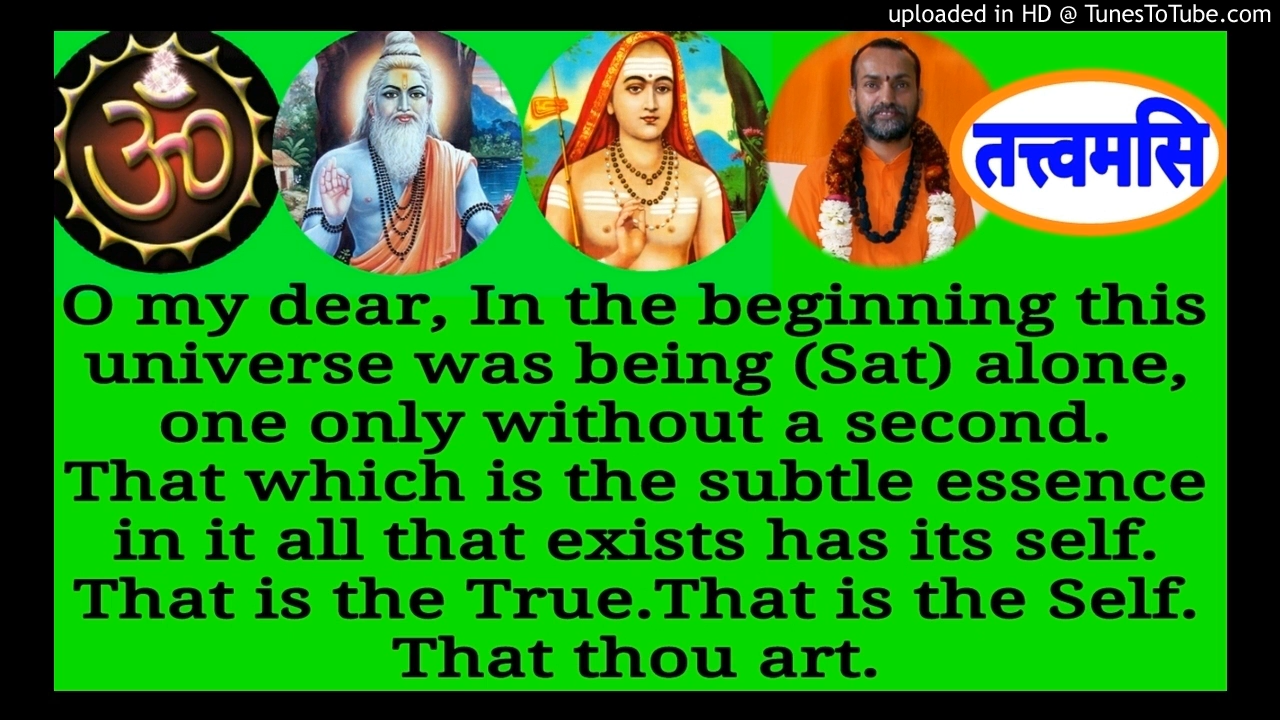 uploaded in HD @ TunesToTube.com
ॐ
तत्त्वमसि
O my dear, In the beginning this
universe was being (Sat) alone,
one only without a second.
That which is the subtle essence
in it all that exists has its self.
That is the True.That is the Self.
That thou art.